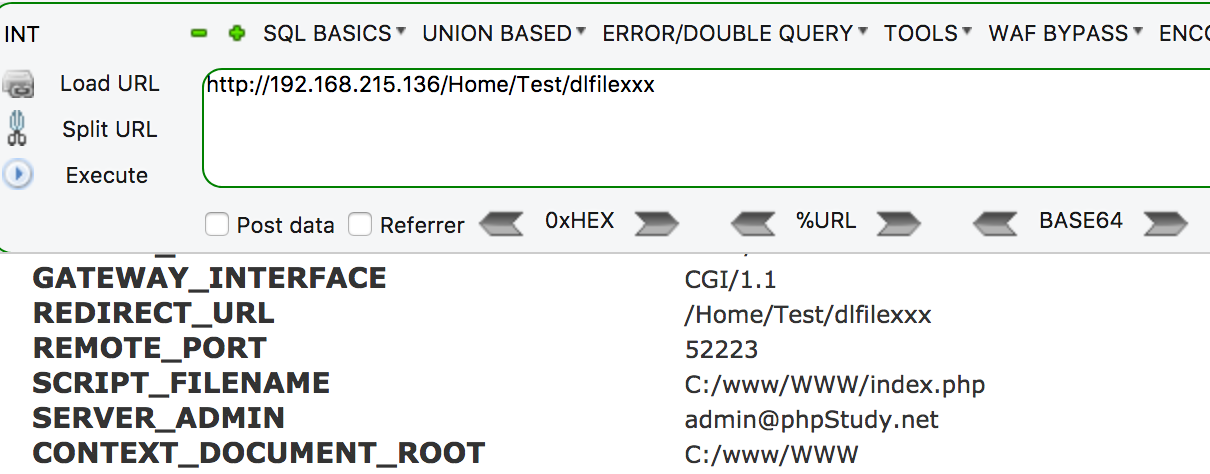 INT SQL BASICS UNION BASED ERROR/DOUBLE QUERY TOOLS WAF BYPASS ENCO
Load URL http://192.168.215.136/Home/Test/dlfilexxx
Split URL
Execute
Post data Referrer 0xHEX %URL BASE64
GATEWAY_INTERFACE CGI/1.1
REDIRECT_URL /Home/Test/dlfilexxx
REMOTE_PORT 52223
SCRIPT_FILENAME C:/www/WWW/index.php
SERVER_ADMIN admin@phpStudy.net
CONTEXT_DOCUMENT_ROOT C:/www/WWW